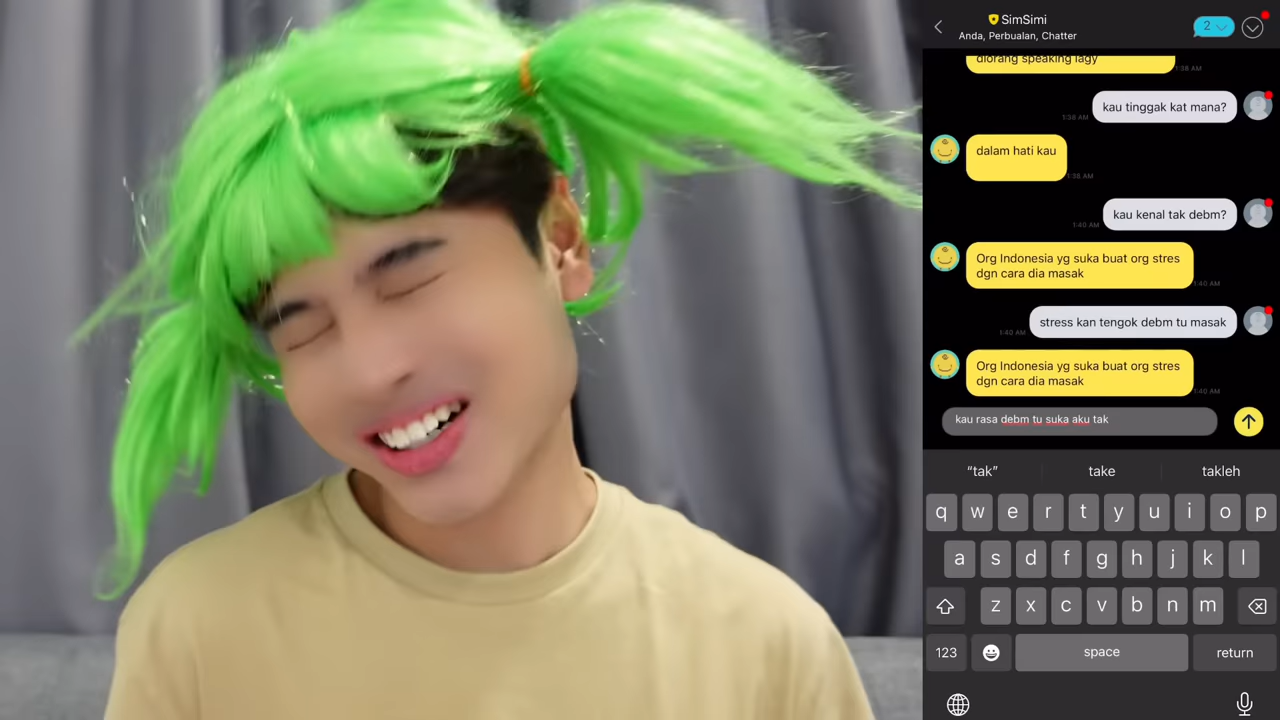 SimSimi
2
Anda, Perbualan, Chatter
diorang speaking lagy
1:38 AM
kau tinggak kat mana?
1:38 AM
dalam hati kau
1:38 AM
kau kenal tak debm?
1:40 AM
Org Indonesia yg suka buat org stres
dgn cara dia masak
1:40 AM
stress kan tengok debm tu masak
1:40 AM
Org Indonesia yg suka buat org stres
dgn cara dia masak
1:40 AM
kau rasa debm tu suka aku tak
“tak” take takleh
q w e r t y u i o p
a s d f g h j k l
z x c v b n m
123 space return